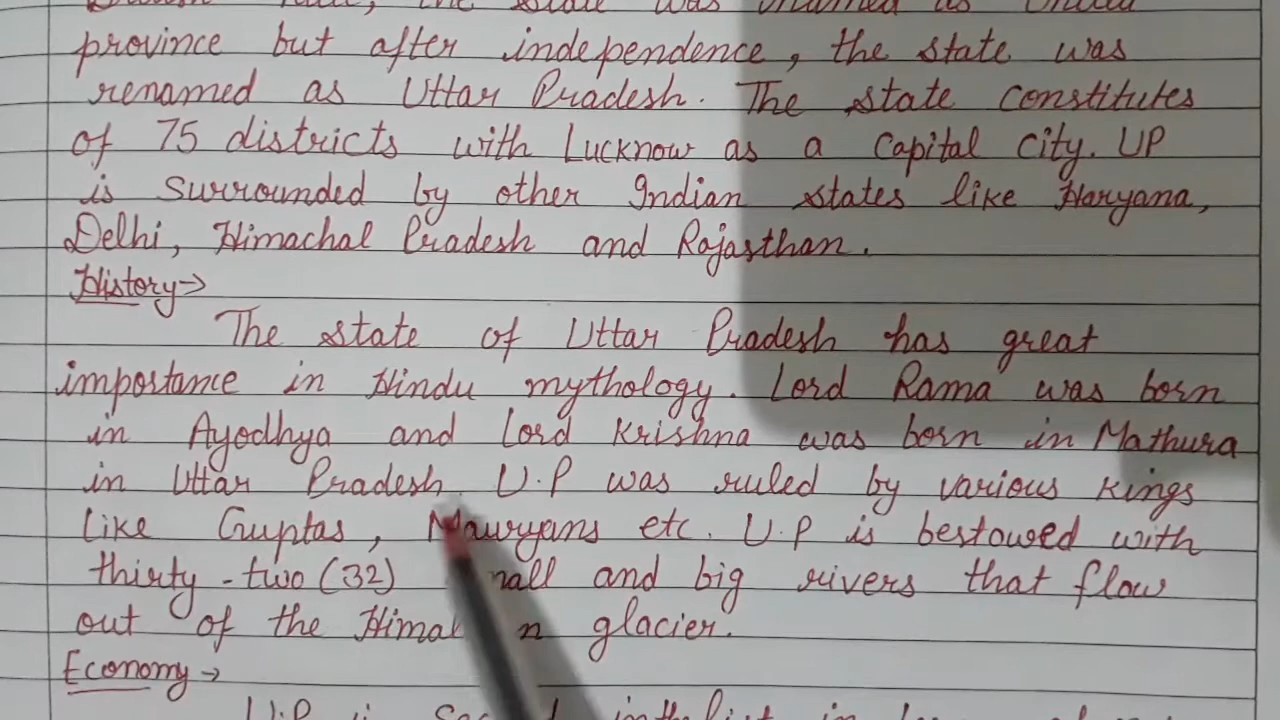 the state was
province but after independence, the state was
renamed as Uttar Pradesh. The state constitutes
of 75 districts with Lucknow as a capital city. UP
is surrounded by other Indian states like Haryana,
Delhi, Himachal Pradesh and Rajasthan.
History →
The state of Uttar Pradesh has great
importance in Hindu mythology. Lord Rama was born
in Ayodhya and Lord Krishna was born in Mathura
in Uttar Pradesh U.P was ruled by various kings
like Guptas, Mauryans etc. U.P is bestowed with
thirty-two (32) and big rivers that flow
out of the glacier.
Economy →
U.P is